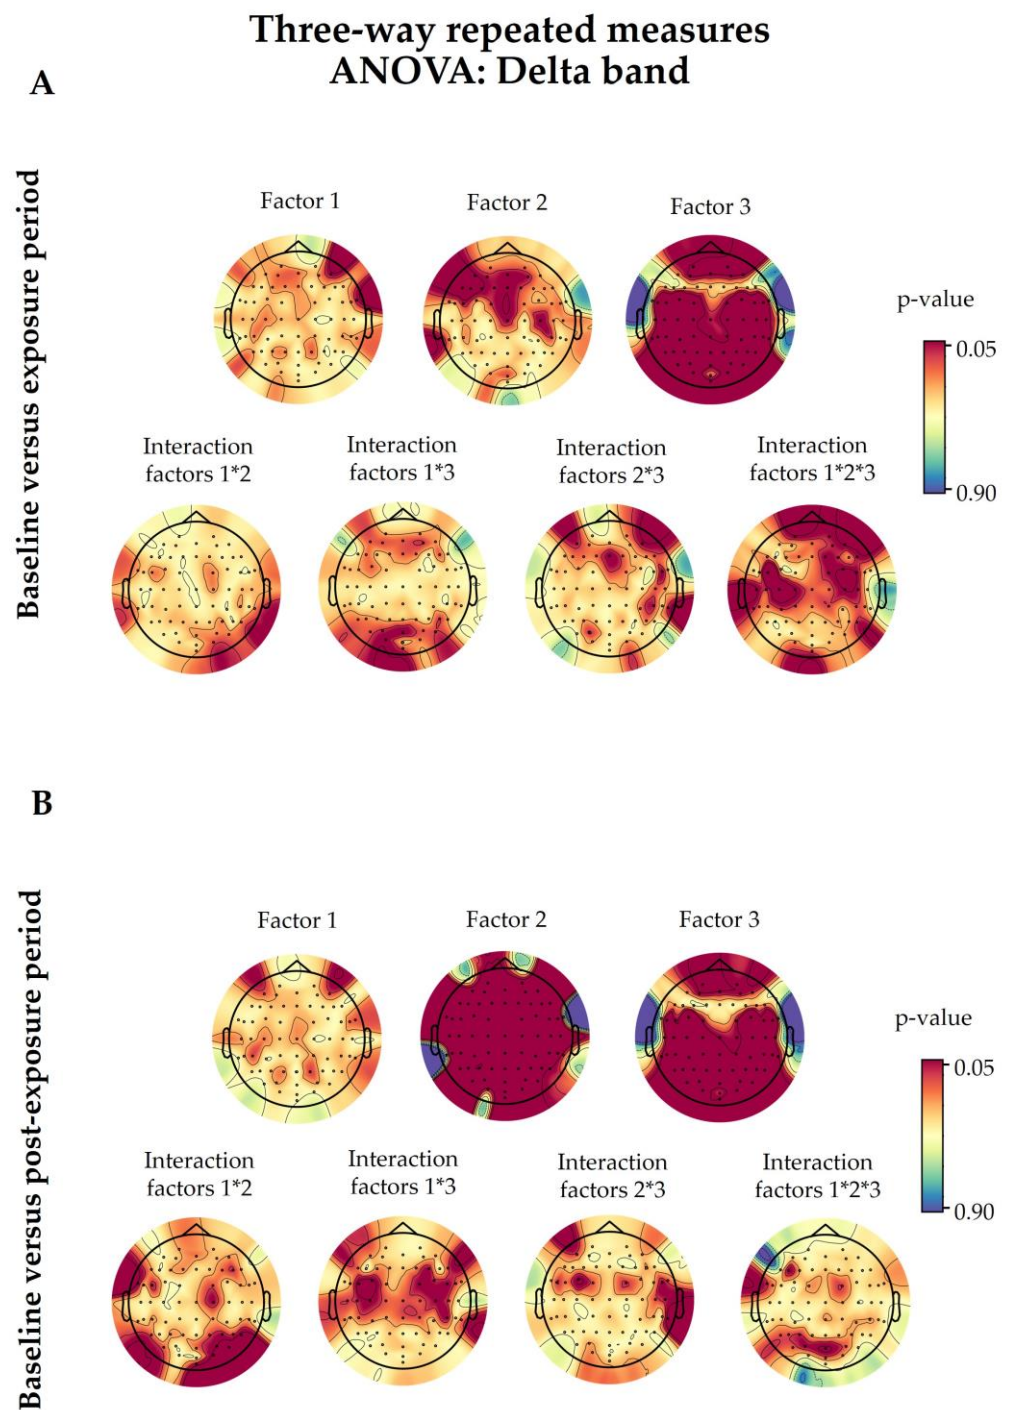 Three-way repeated measures
ANOVA: Delta band
A
Baseline versus exposure period
Factor 1
Factor 2
Factor 3
p-value
0.05
0.90
Interaction
factors 1*2
Interaction
factors 1*3
Interaction
factors 2*3
Interaction
factors 1*2*3
B
Baseline versus post-exposure period
Factor 1
Factor 2
Factor 3
p-value
0.05
0.90
Interaction
factors 1*2
Interaction
factors 1*3
Interaction
factors 2*3
Interaction
factors 1*2*3